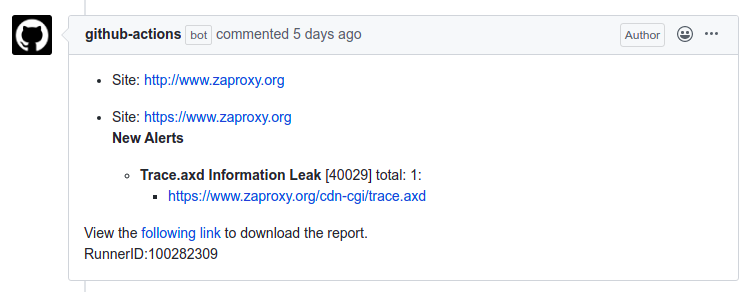 github-actions bot commented 5 days ago Author
Site: http://www.zaproxy.org
Site: https://www.zaproxy.org
New Alerts
Trace.axd Information Leak [40029] total: 1:
https://www.zaproxy.org/cdn-cgi/trace.axd
View the following link to download the report.
RunnerID:100282309